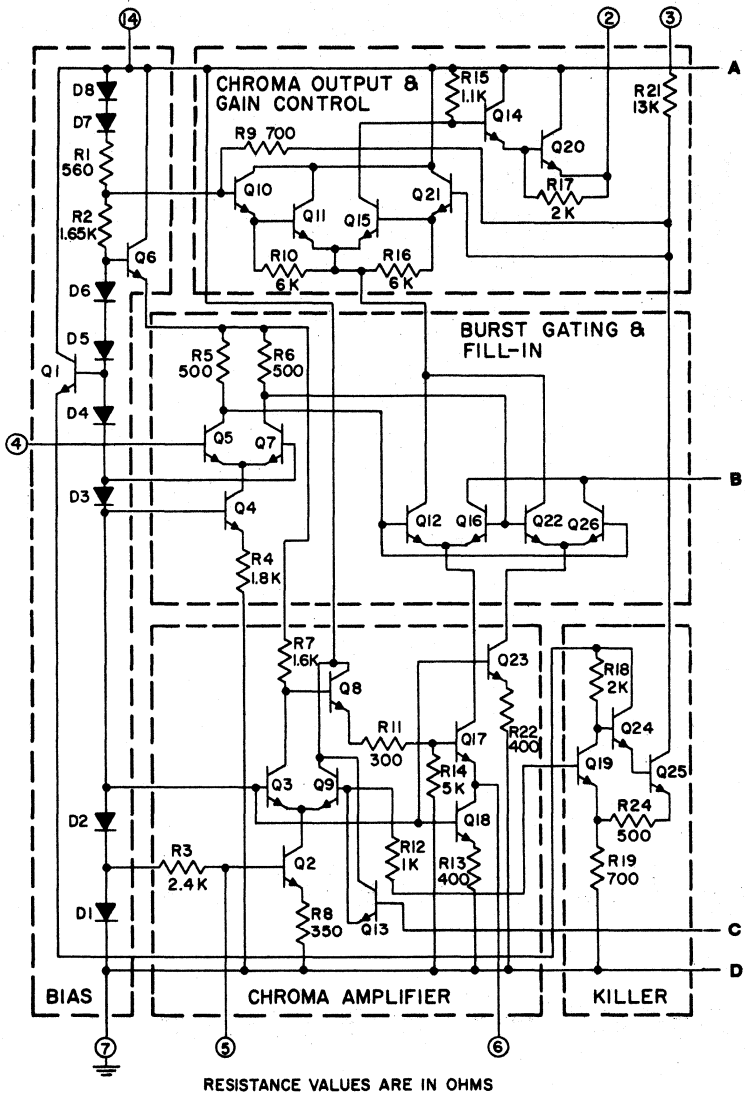 14 2 3
A
D8
CHROMA OUTPUT &
GAIN CONTROL
R15
1.1K
R21
13K
D7
Q14
R1
560
R9 700
Q20
Q10
Q11
Q15
Q21
R17
2K
R2
1.65K
Q6
R10
6K
R16
6K
D6
BURST GATING &
FILL-IN
D5
R5
500
R6
500
Q1
D4
4
Q5
Q7
B
D3
Q4
Q12
Q16
Q22
Q26
R4
1.8K
R7
1.6K
Q8
Q23
R18
2K
R11
300
R22
400
Q24
Q17
Q19
Q3
Q9
R14
5K
Q25
D2
Q18
R24
500
R3
2.4K
Q2
R12
1K
R13
400
R19
700
D1
R8
350
Q13
C
D
BIAS
CHROMA AMPLIFIER
KILLER
7 5 6
RESISTANCE VALUES ARE IN OHMS